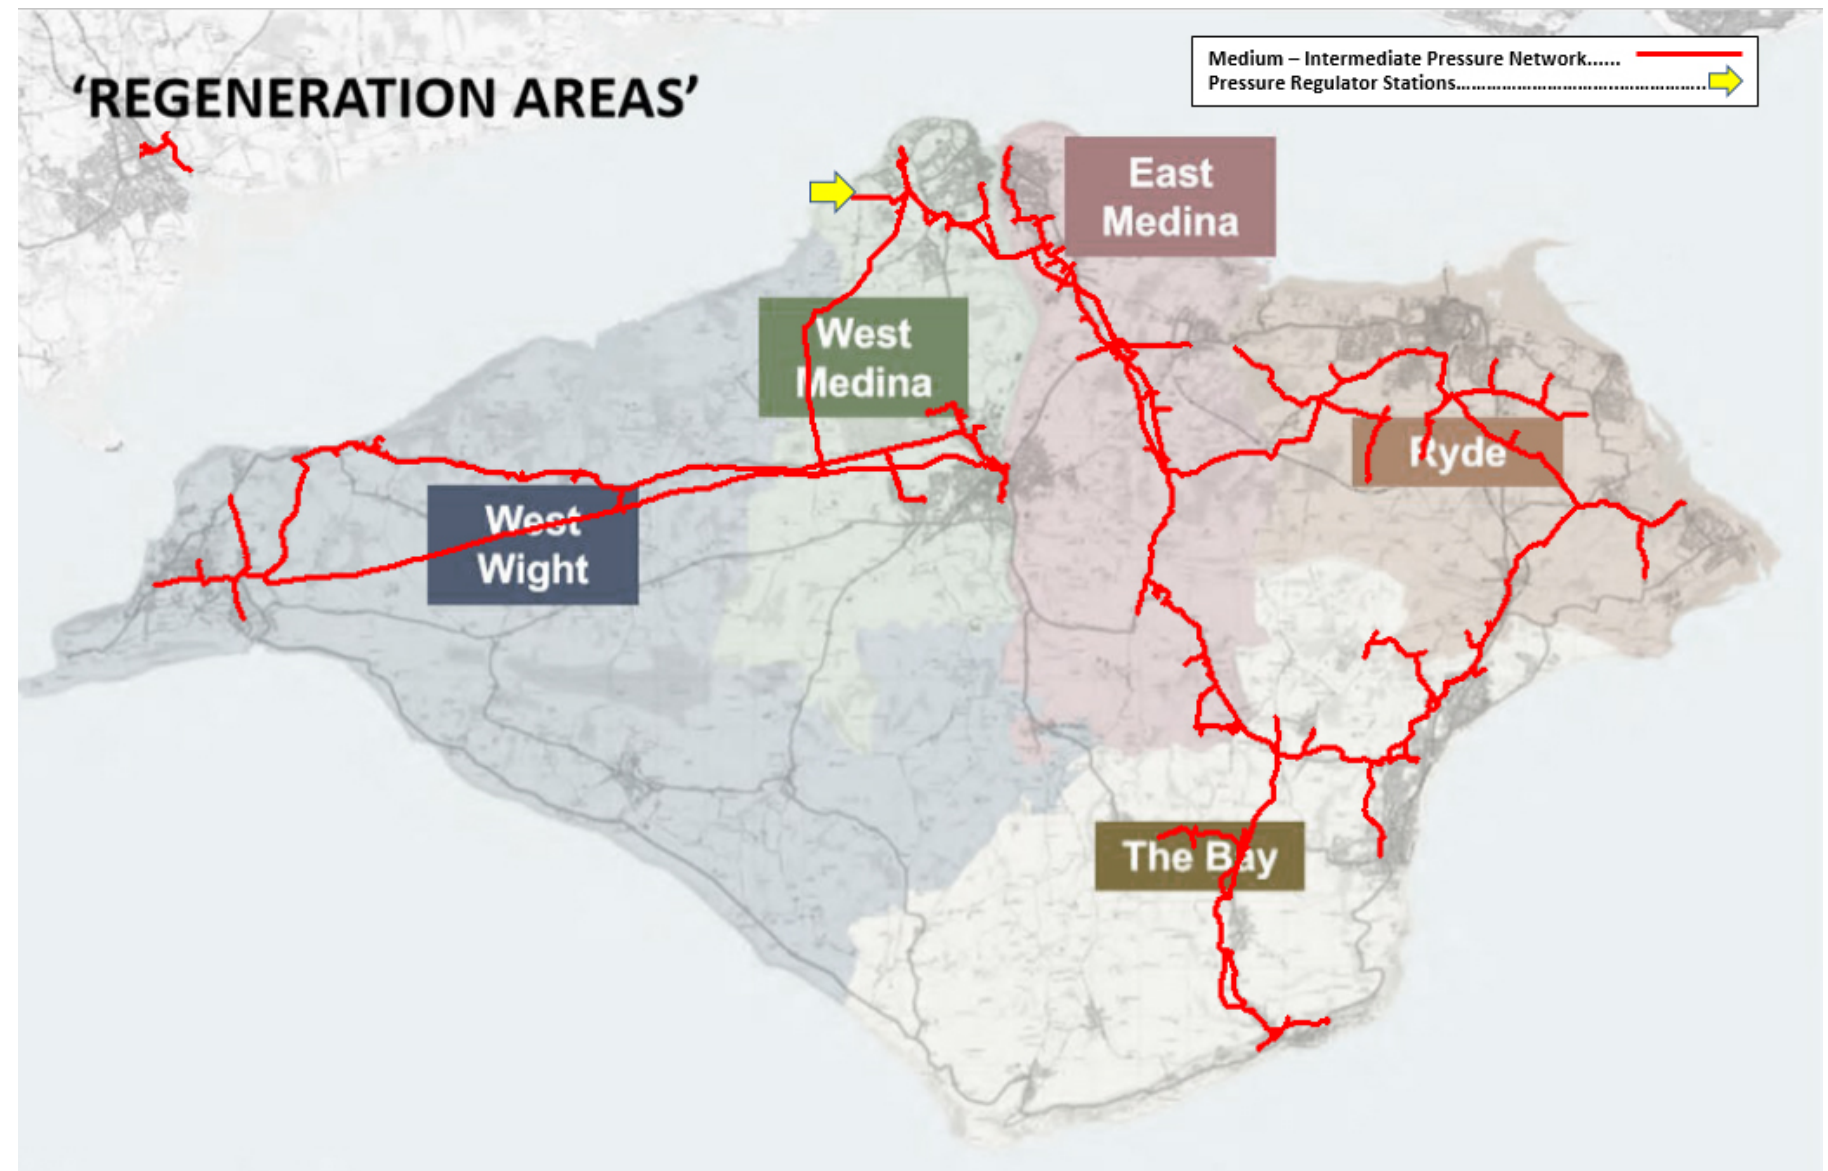 ‘REGENERATION AREAS’
Medium – Intermediate Pressure Network......
Pressure Regulator Stations…………………………..……………..
East
Medina
West
Medina
Ryde
West
Wight
The Bay